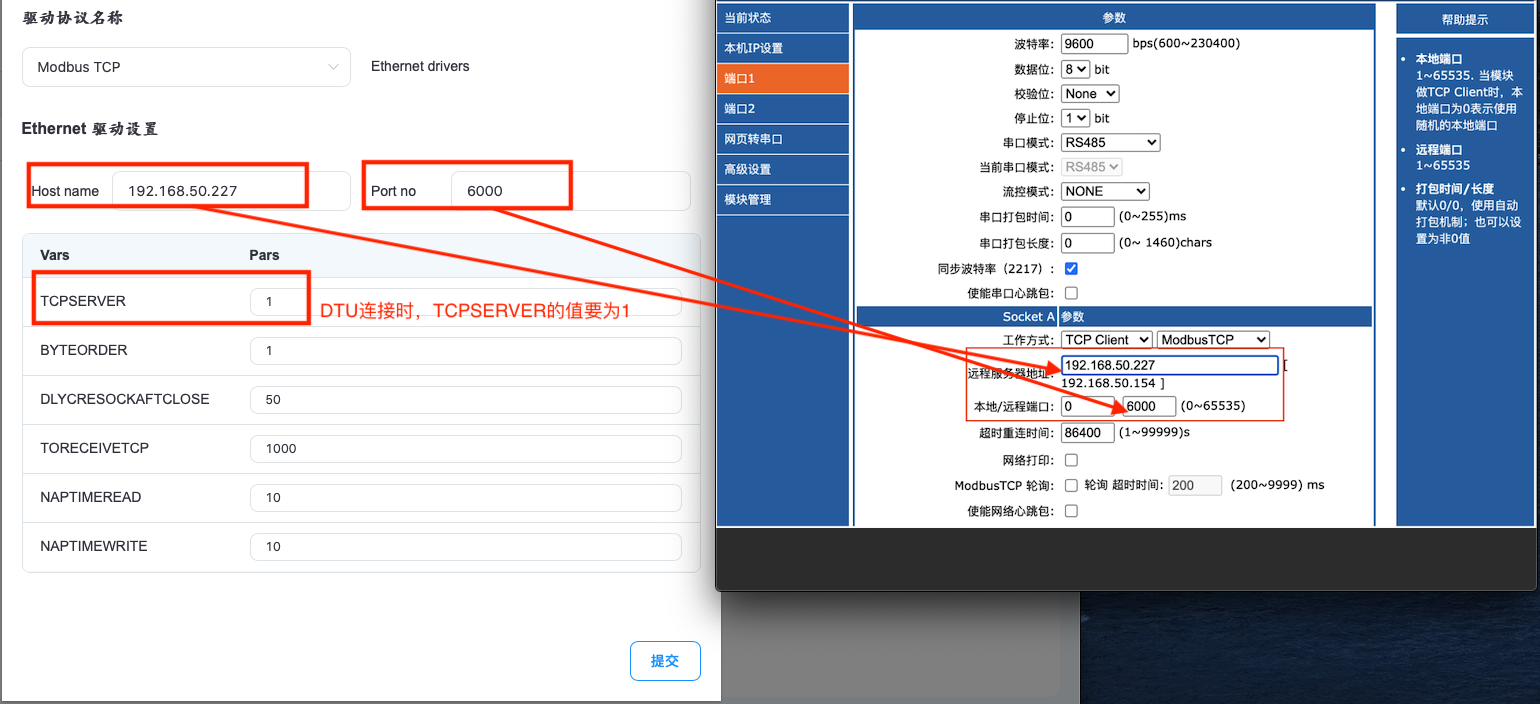 驱动协议名称
Modbus TCP
Ethernet drivers
Ethernet 驱动设置
Host name 192.168.50.227
Port no 6000
Vars Pars
TCPSERVER 1
DTU连接时，TCPSERVER的值要为1
BYTEORDER 1
DLYCRESOCKAFTCLOSE 50
TORECEIVETCP 1000
NAPTIMEREAD 10
NAPTIMEWRITE 10
提交
当前状态
本机IP设置
端口1
端口2
网页转串口
高级设置
模块管理
参数
波特率: 9600 bps(600~230400)
数据位: 8 bit
校验位: None
停止位: 1 bit
串口模式: RS485
当前串口模式: RS485
流控模式: NONE
串口打包时间: 0 (0~255)ms
串口打包长度: 0 (0~ 1460)chars
同步波特率（2217）:
使能串口心跳包:
Socket A 参数
工作方式: TCP Client ModbusTCP
远程服务器地址: 192.168.50.227 [
192.168.50.154 ]
本地/远程端口: 0 6000 (0~65535)
超时重连时间: 86400 (1~99999)s
网络打印:
ModbusTCP 轮询: 轮询 超时时间: 200 (200~9999) ms
使能网络心跳包:
帮助提示
• 本地端口
1~65535. 当模块
做TCP Client时，本
地端口为0表示使用
随机的本地端口
• 远程端口
1~65535
• 打包时间/长度
默认0/0，使用自动
打包机制；也可以设
置为非0值